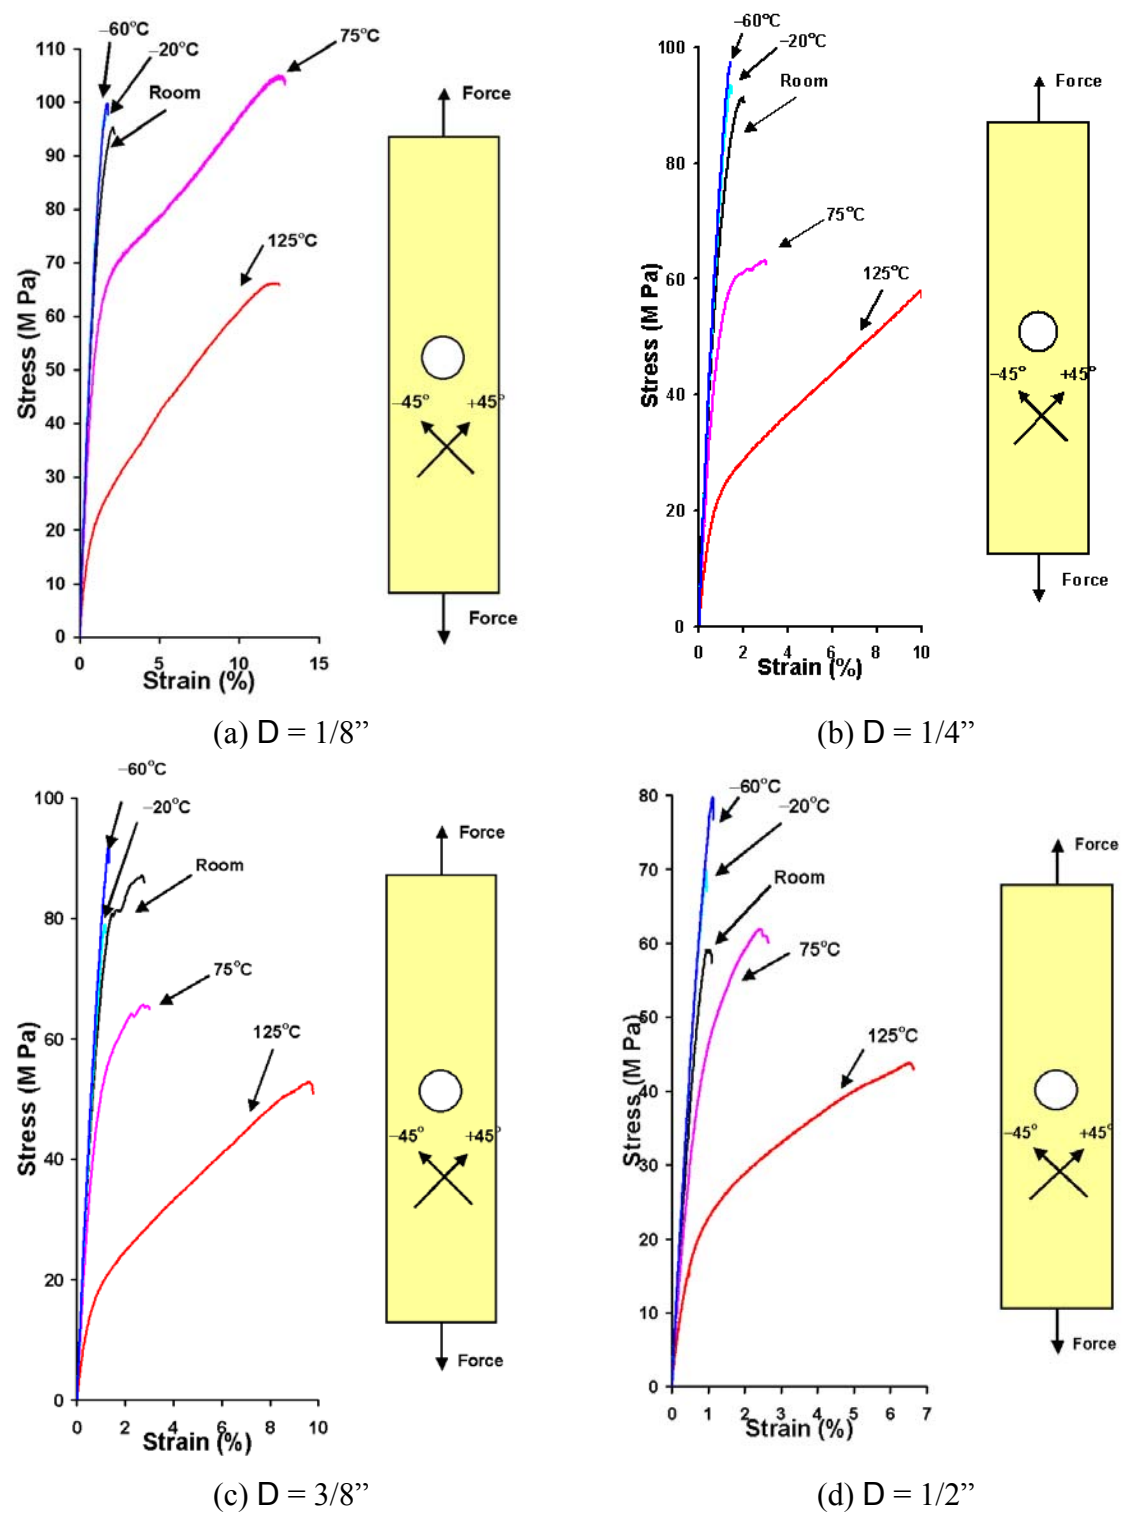 −60°C
−20°C
75°C
Room
125°C
110
100
90
80
70
60
50
40
30
20
10
0
Stress (M Pa)
0 5 10 15
Strain (%)
Force
−45° +45°
Force
(a) D = 1/8”
−60°C
−20°C
Room
75°C
125°C
100
80
60
40
20
0
Stress (M Pa)
0 2 4 6 8 10
Strain (%)
Force
−45° +45°
Force
(b) D = 1/4”
−60°C
−20°C
Room
75°C
125°C
100
80
60
40
20
0
Stress (M Pa)
0 2 4 6 8 10
Strain (%)
Force
−45° +45°
Force
(c) D = 3/8”
−60°C
−20°C
Room
75°C
125°C
80
70
60
50
40
30
20
10
0
Stress (M Pa)
0 1 2 3 4 5 6 7
Strain (%)
Force
−45° +45°
Force
(d) D = 1/2”